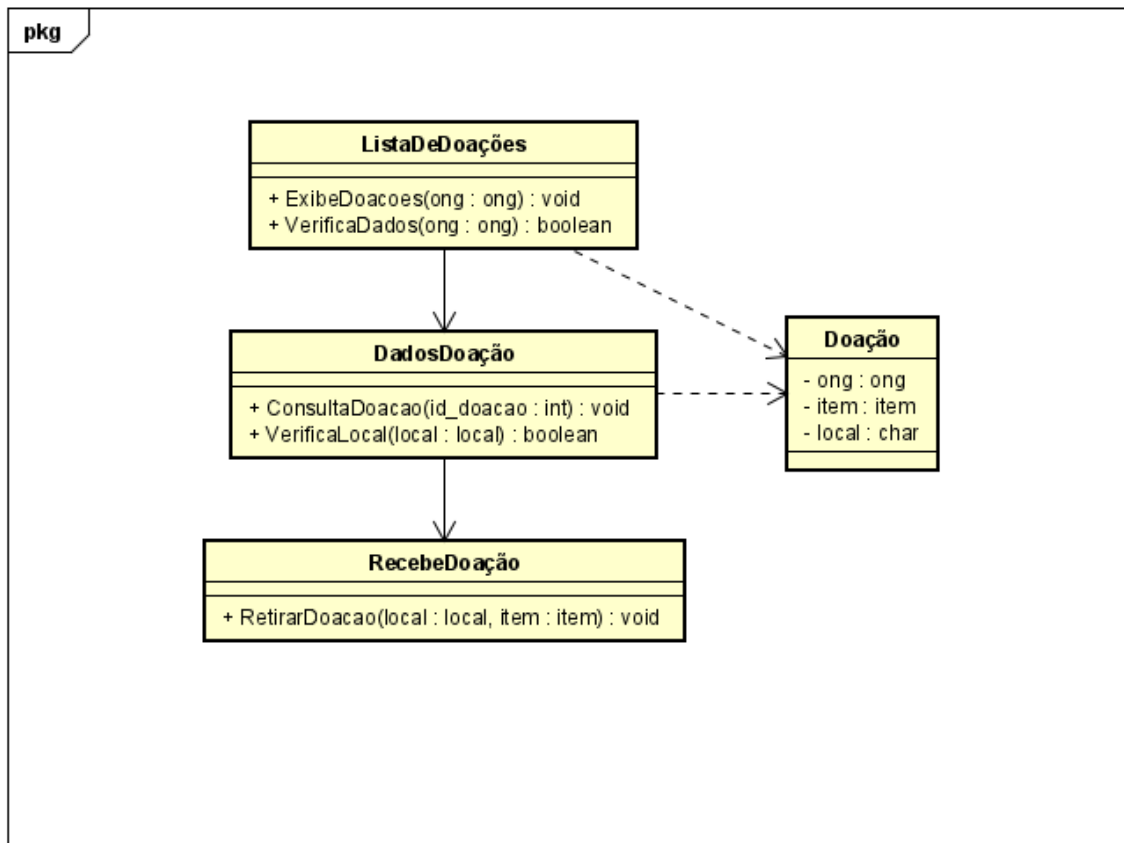 pkg
ListaDeDoações
+ ExibeDoacoes(ong : ong) : void
+ VerificaDados(ong : ong) : boolean
DadosDoação
+ ConsultaDoacao(id_doacao : int) : void
+ VerificaLocal(local : local) : boolean
Doação
- ong : ong
- item : item
- local : char
RecebeDoação
+ RetirarDoacao(local : local, item : item) : void